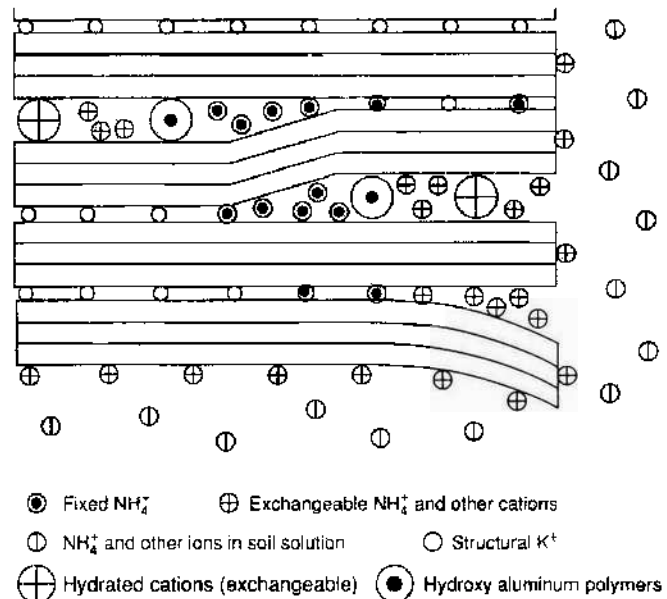 Fixed NH₄⁺ Exchangeable NH₄⁺ and other cations
NH₄⁺ and other ions in soil solution Structural K⁺
Hydrated cations (exchangeable) Hydroxy aluminum polymers